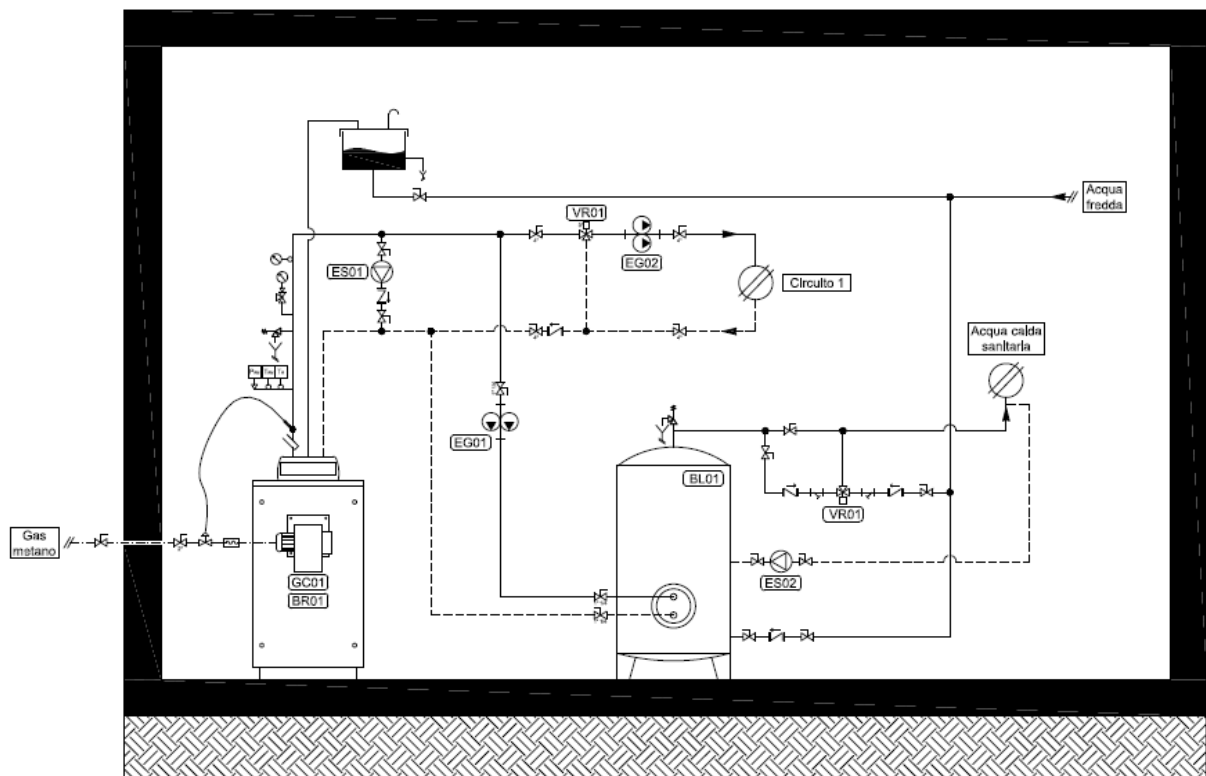 Acqua
fredda
VR01
ES01
EG02
Circuito 1
Acqua calda
sanitaria
EG01
BL01
VR01
Gas
metano
ES02
GC01
BR01